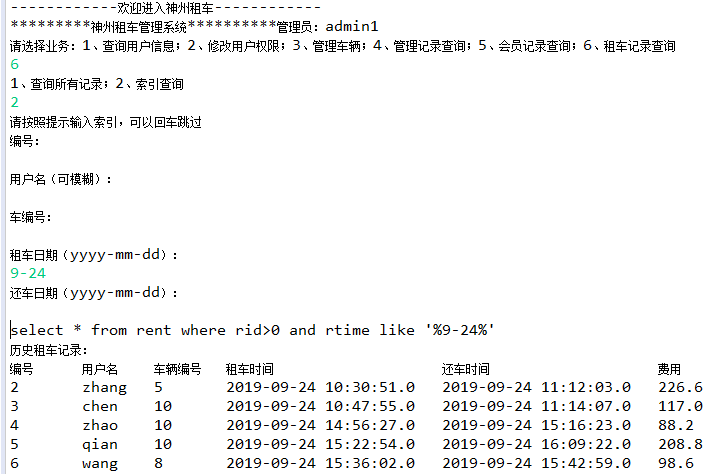 ------------欢迎进入神州租车------------
*********神州租车管理系统**********管理员：admin1
请选择业务：1、查询用户信息；2、修改用户权限；3、管理车辆；4、管理记录查询；5、会员记录查询；6、租车记录查询
6
1、查询所有记录；2、索引查询
2
请按照提示输入索引，可以回车跳过
编号：
用户名（可模糊）：
车编号：
租车日期（yyyy-mm-dd）：
9-24
还车日期（yyyy-mm-dd）：
select * from rent where rid>0 and rtime like '%9-24%'
历史租车记录：
编号 用户名 车辆编号 租车时间 还车时间 费用
2 zhang 5 2019-09-24 10:30:51.0 2019-09-24 11:12:03.0 226.6
3 chen 10 2019-09-24 10:47:55.0 2019-09-24 11:14:07.0 117.0
4 zhao 10 2019-09-24 14:56:27.0 2019-09-24 15:16:23.0 88.2
5 qian 10 2019-09-24 15:22:54.0 2019-09-24 16:09:22.0 208.8
6 wang 8 2019-09-24 15:36:02.0 2019-09-24 15:42:59.0 98.6